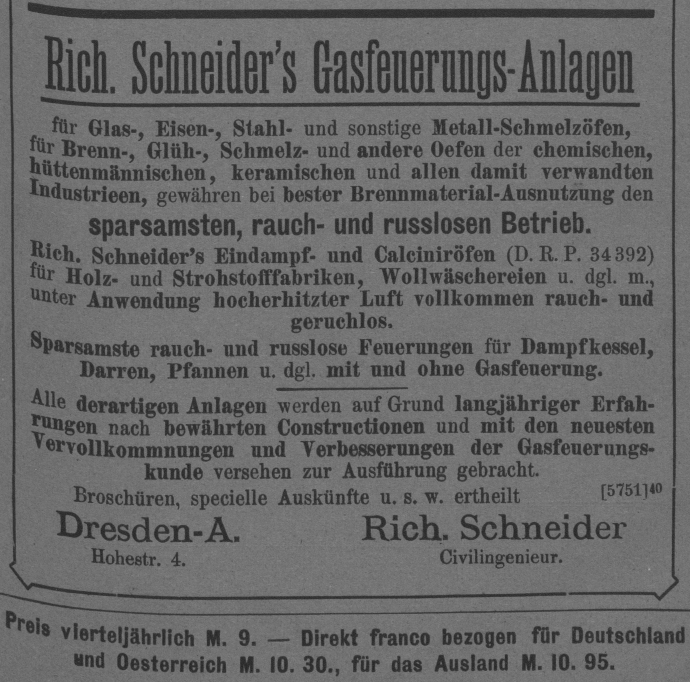 Rich. Schneider's Gasfeuerungs-Anlagen
für Glas-, Eisen-, Stahl- und sonstige Metall-Schmelzöfen,
für Brenn-, Glüh-, Schmelz- und andere Oefen der chemischen,
hüttenmännischen, keramischen und allen damit verwandten
Industrieen, gewähren bei bester Brennmaterial-Ausnutzung den
sparsamsten, rauch- und russlosen Betrieb.
Rich. Schneider's Eindampf- und Calciniröfen (D. R. P. 34392)
für Holz- und Strohstofffabriken, Wollwäschereien u. dgl. m.,
unter Anwendung hocherhitzter Luft vollkommen rauch- und
geruchlos.
Sparsamste rauch- und russlose Feuerungen für Dampfkessel,
Darren, Pfannen u. dgl. mit und ohne Gasfeuerung.
Alle derartigen Anlagen werden auf Grund langjähriger Erfah-
rungen nach bewährten Constructionen und mit den neuesten
Vervollkommnungen und Verbesserungen der Gasfeuerungs-
kunde versehen zur Ausführung gebracht.
Broschüren, specielle Auskünfte u. s. w. ertheilt [5751]40
Dresden-A. Rich. Schneider
Hohestr. 4. Civilingenieur.
Preis vierteljährlich M. 9. — Direkt franco bezogen für Deutschland
und Oesterreich M. 10. 30., für das Ausland M. 10. 95.